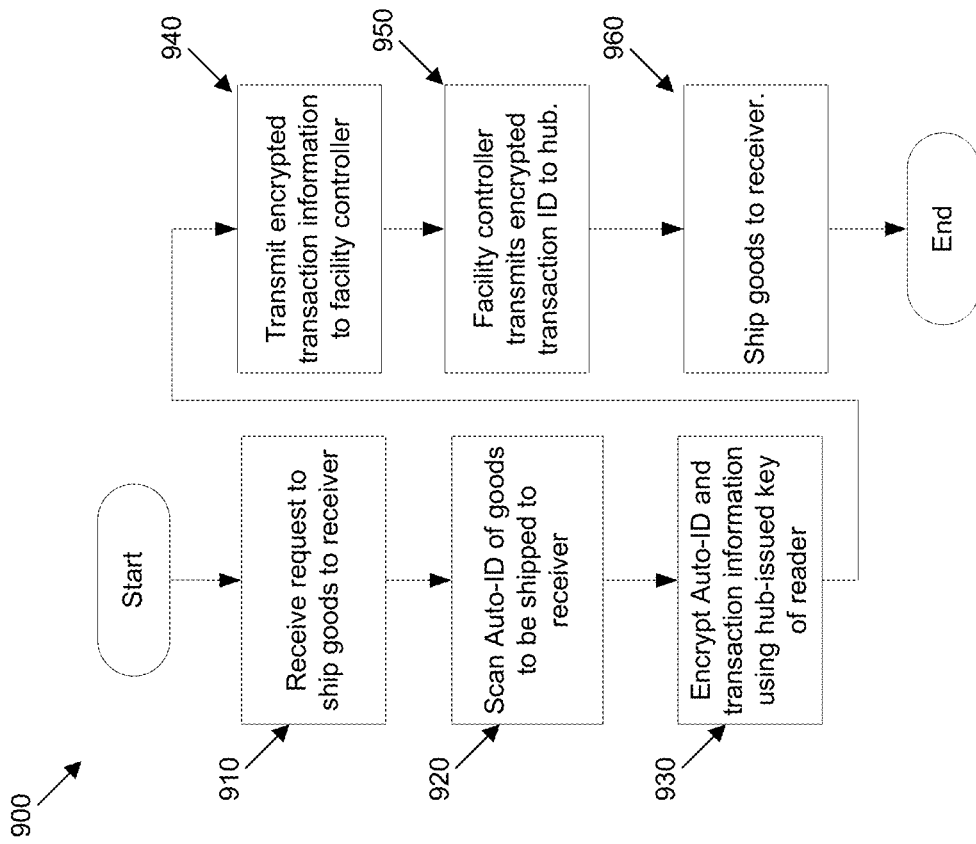 900
Start
910
Receive request to
ship goods to receiver
920
Scan Auto-ID of goods
to be shipped to
receiver
930
Encrypt Auto-ID and
transaction information
using hub-issued key
of reader
940
Transmit encrypted
transaction information
to facility controller
950
Facility controller
transmits encrypted
transaction ID to hub.
960
Ship goods to receiver.
End